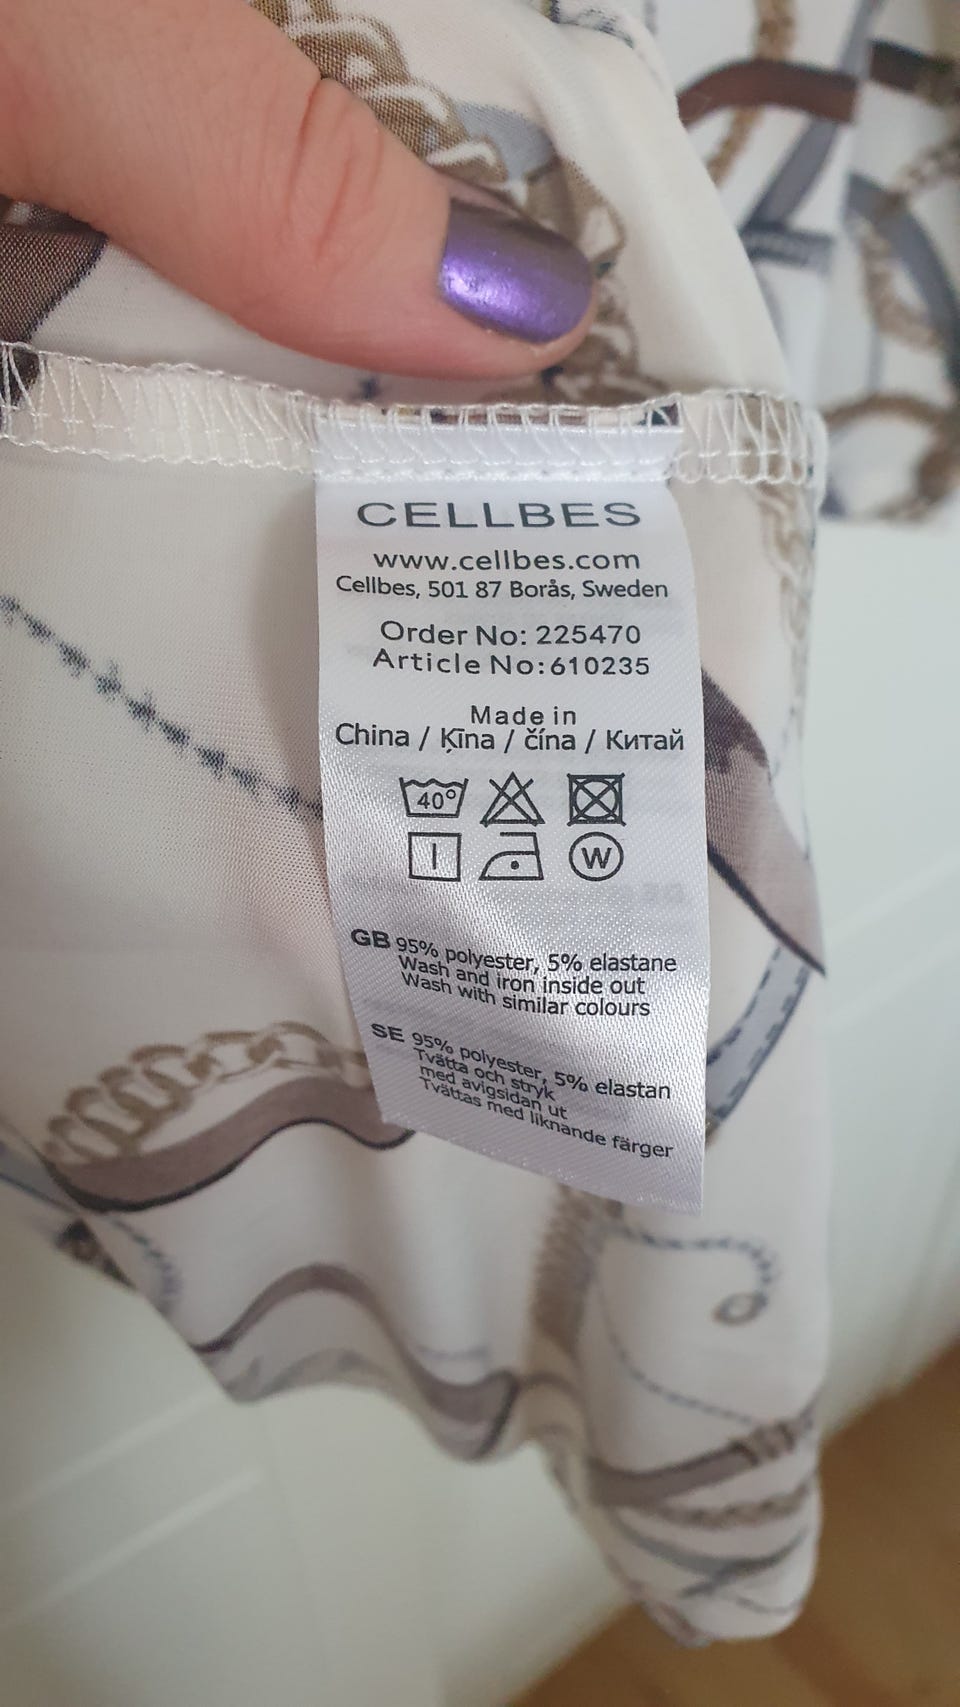 CELLBES
www.cellbes.com
Cellbes, 501 87 Borås, Sweden
Order No: 225470
Article No:610235
Made in
China / Ķīna / čína / Китай
40°
W
GB 95% polyester, 5% elastane
Wash and iron inside out
Wash with similar colours
SE 95% polyester, 5% elastan
Tvätta och stryk
med avigsidan ut
Tvättas med liknande färger